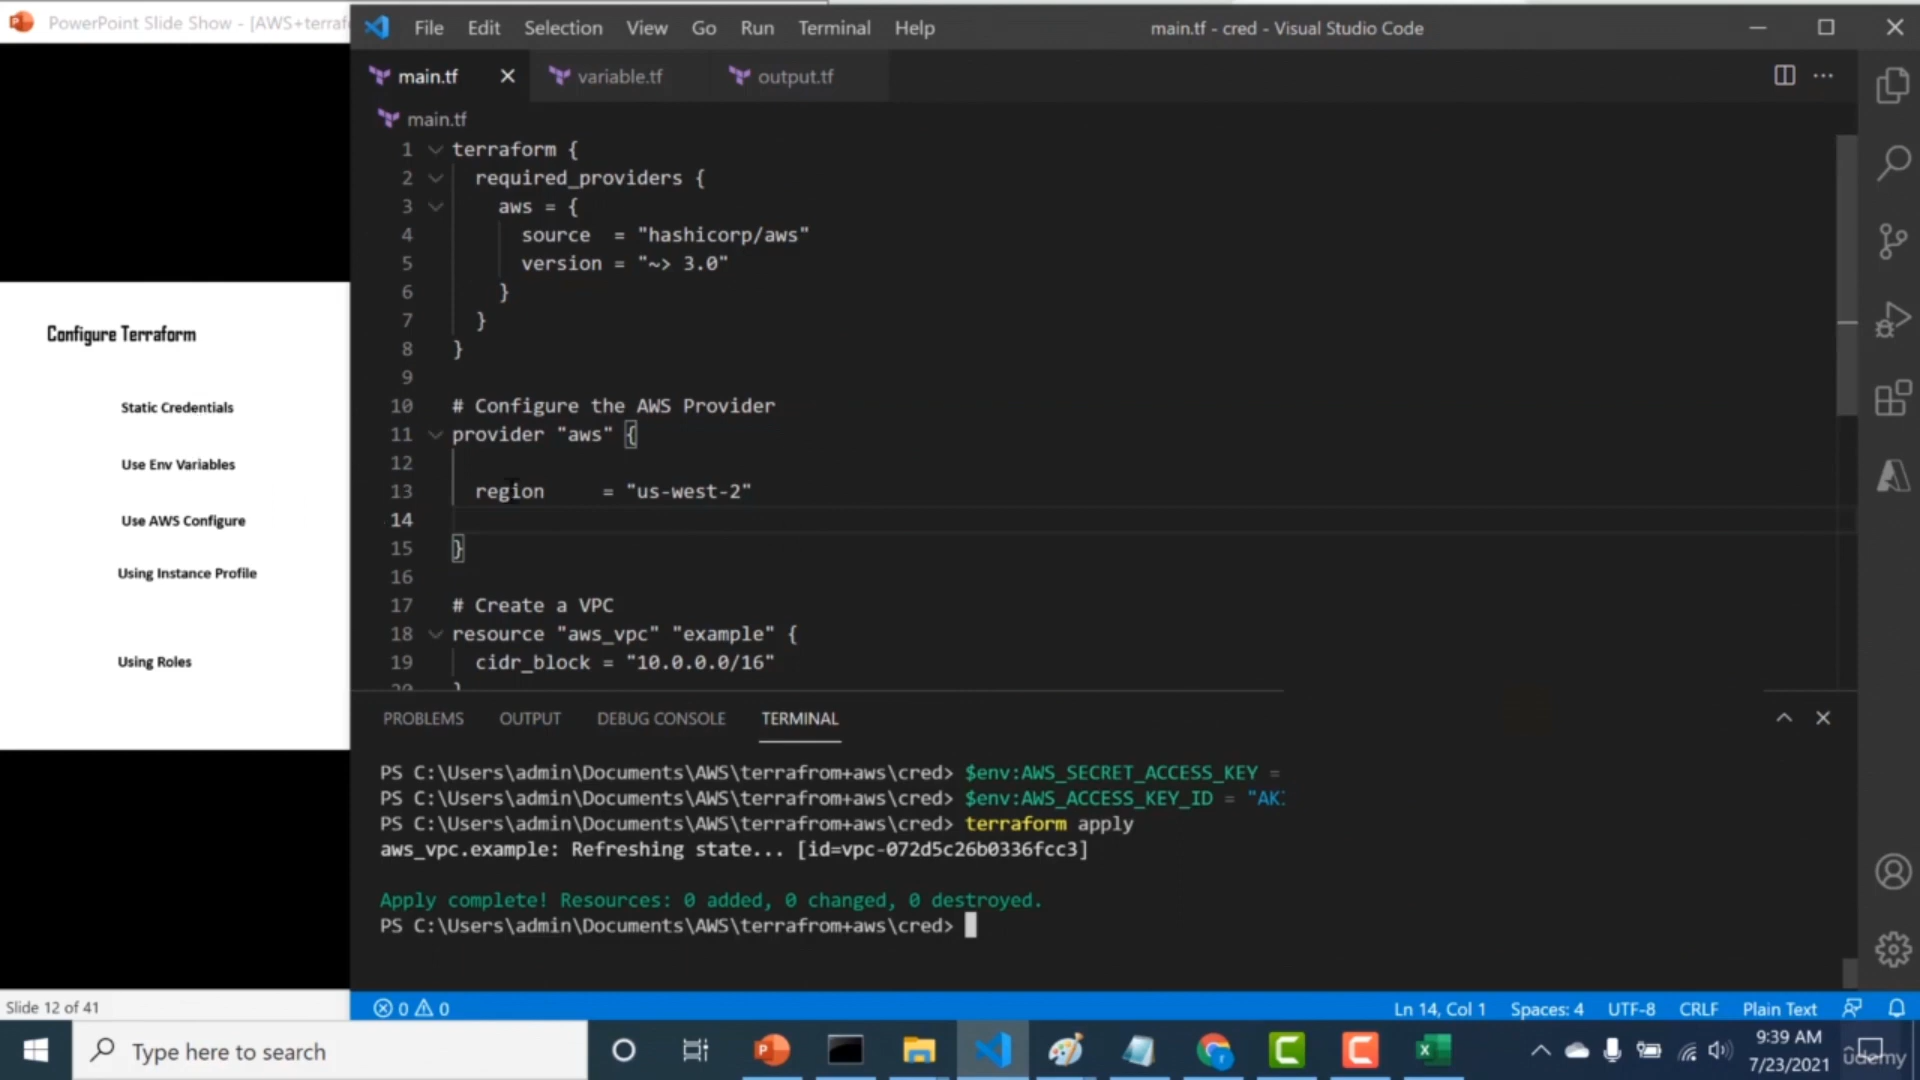 PowerPoint Slide Show - [AWS+terraf
File Edit Selection View Go Run Terminal Help
main.tf - cred - Visual Studio Code
main.tf
variable.tf
output.tf
main.tf
1 terraform {
2 required_providers {
3 aws = {
4 source = "hashicorp/aws"
5 version = "~> 3.0"
6 }
7 }
8 }
9
10 # Configure the AWS Provider
11 provider "aws" {
12
13 region = "us-west-2"
14
15 }
16
17 # Create a VPC
18 resource "aws_vpc" "example" {
19 cidr_block = "10.0.0.0/16"
20 }
Configure Terraform
Static Credentials
Use Env Variables
Use AWS Configure
Using Instance Profile
Using Roles
PROBLEMS OUTPUT DEBUG CONSOLE TERMINAL
PS C:\Users\admin\Documents\AWS\terrafrom+aws\cred> $env:AWS_SECRET_ACCESS_KEY =
PS C:\Users\admin\Documents\AWS\terrafrom+aws\cred> $env:AWS_ACCESS_KEY_ID = "AK
PS C:\Users\admin\Documents\AWS\terrafrom+aws\cred> terraform apply
aws_vpc.example: Refreshing state... [id=vpc-072d5c26b0336fcc3]
Apply complete! Resources: 0 added, 0 changed, 0 destroyed.
PS C:\Users\admin\Documents\AWS\terrafrom+aws\cred>
Slide 12 of 41
0 0
Ln 14, Col 1 Spaces: 4 UTF-8 CRLF Plain Text
Type here to search
9:39 AM
7/23/2021
udemy